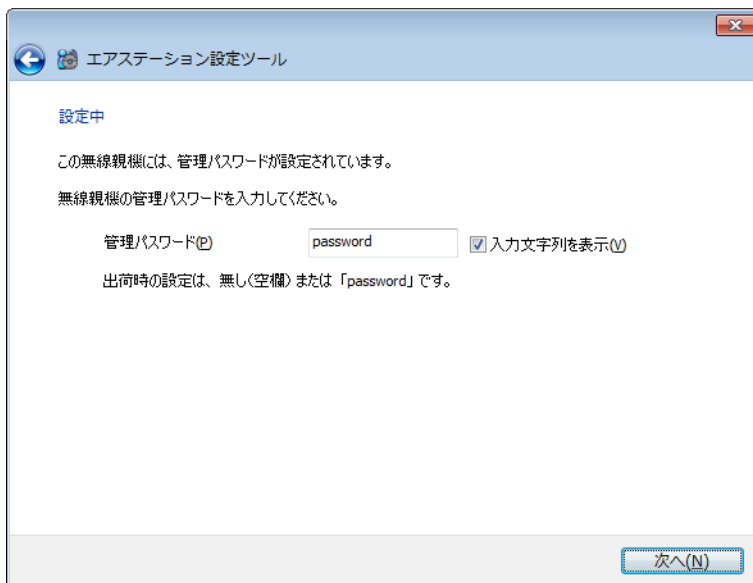 エアステーション設定ツール
設定中
この無線親機には、管理パスワードが設定されています。
無線親機の管理パスワードを入力してください。
管理パスワード(P) password 入力文字列を表示(V)
出荷時の設定は、無し(空欄)または「password」です。
次へ(N)